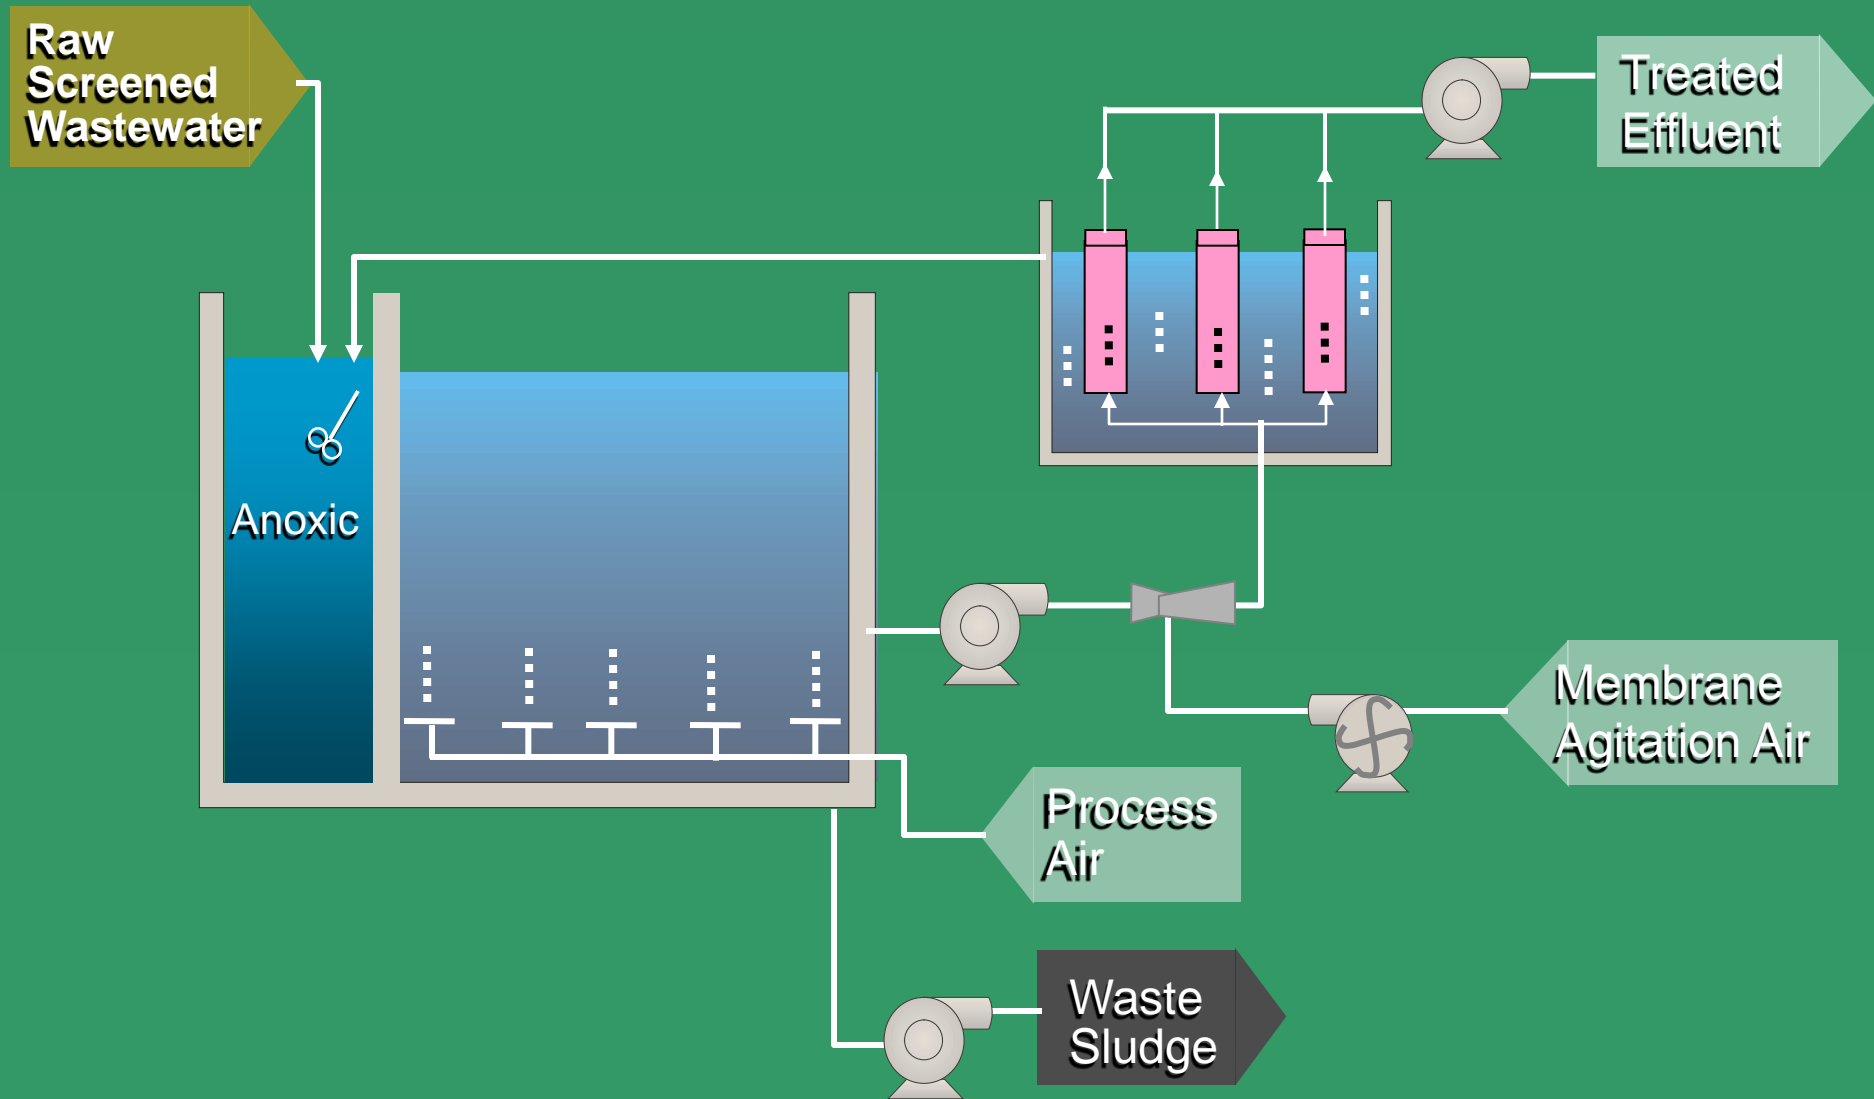 Raw
Screened
Wastewater
Treated
Effluent
Anoxic
Membrane
Agitation Air
Process
Air
Waste
Sludge